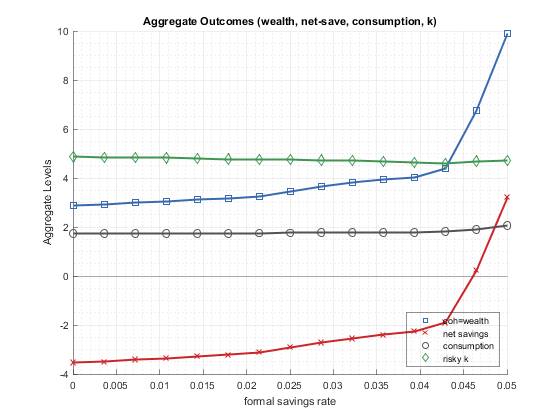 Aggregate Outcomes (wealth, net-save, consumption, k)
10
8
6
4
2
0
-2
-4
Aggregate Levels
0 0.005 0.01 0.015 0.02 0.025 0.03 0.035 0.04 0.045 0.05
formal savings rate
coh=wealth
net savings
consumption
risky k